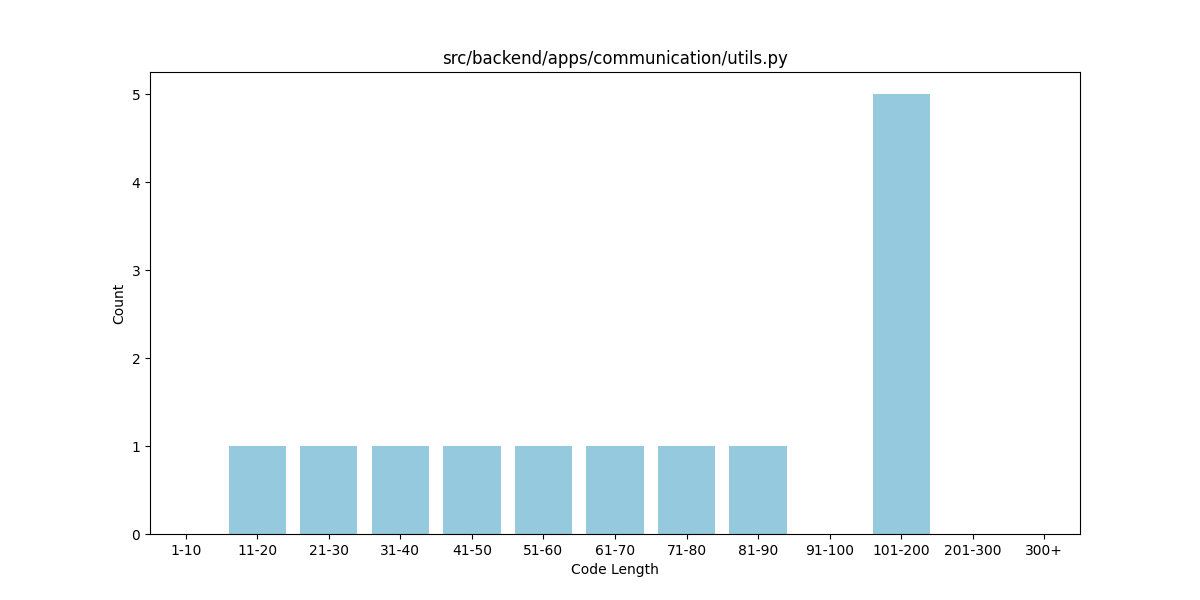 src/backend/apps/communication/utils.py
Count
5
4
3
2
1
0
1-10 11-20 21-30 31-40 41-50 51-60 61-70 71-80 81-90 91-100 101-200 201-300 300+
Code Length